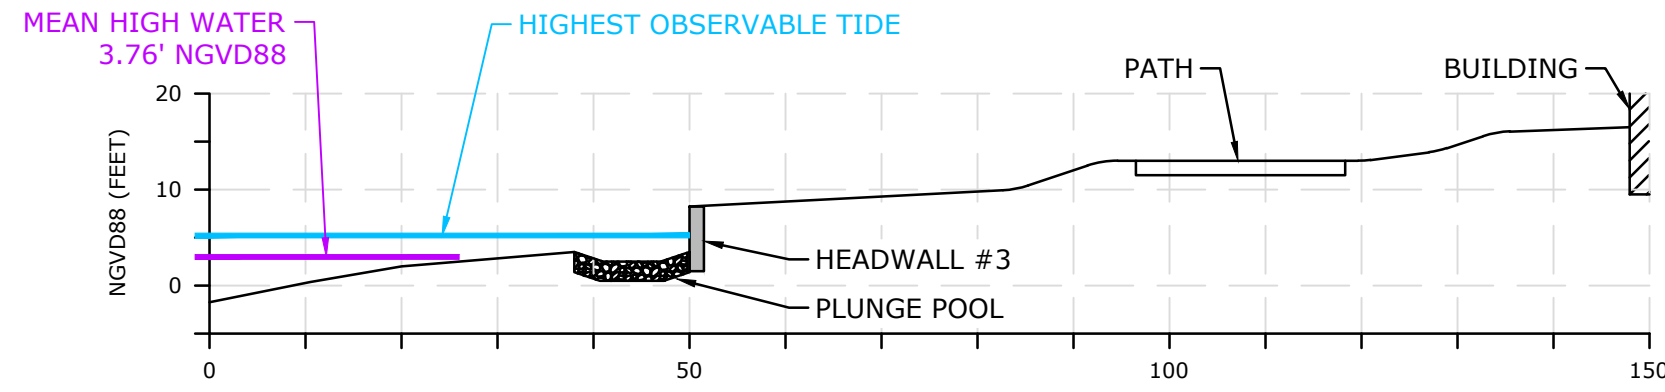 MEAN HIGH WATER
3.76' NGVD88
HIGHEST OBSERVABLE TIDE
PATH
BUILDING
NGVD88 (FEET)
20
10
0
HEADWALL #3
PLUNGE POOL
0
50
100
150